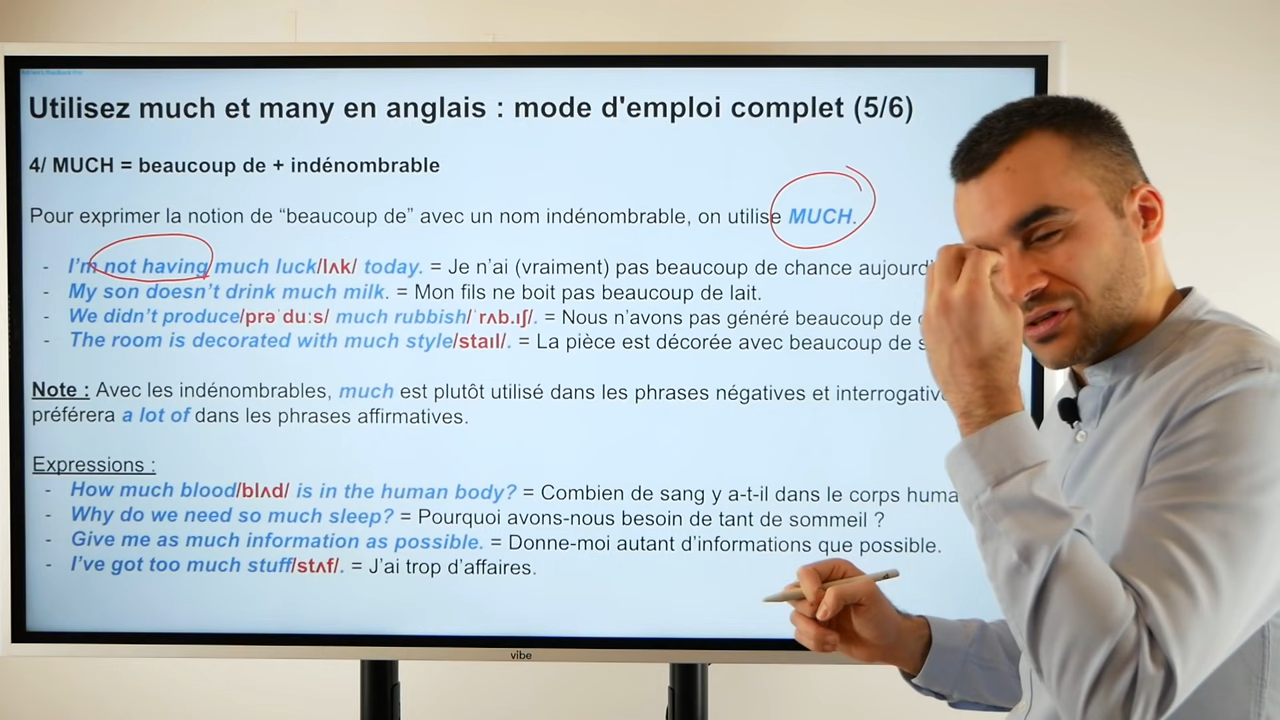 Utilisez much et many en anglais : mode d'emploi complet (5/6)
4/ MUCH = beaucoup de + indénombrable
Pour exprimer la notion de “beaucoup de” avec un nom indénombrable, on utilise MUCH.
- I’m not having much luck/lʌk/ today. = Je n’ai (vraiment) pas beaucoup de chance
- My son doesn’t drink much milk. = Mon fils ne boit pas beaucoup de lait.
- We didn’t produce/prəˈduːs/ much rubbish/ˈrʌb.ɪʃ/. = Nous n’avons pas généré beaucoup de
- The room is decorated with much style/staɪl/. = La pièce est décorée avec beaucoup de
Note : Avec les indénombrables, much est plutôt utilisé dans les phrases négatives et
préférera a lot of dans les phrases affirmatives.
Expressions :
- How much blood/blʌd/ is in the human body? = Combien de sang y a-t-il dans le corps
- Why do we need so much sleep? = Pourquoi avons-nous besoin de tant de sommeil ?
- Give me as much information as possible. = Donne-moi autant d’informations que possible.
- I’ve got too much stuff/stʌf/. = J’ai trop d’affaires.
vibe